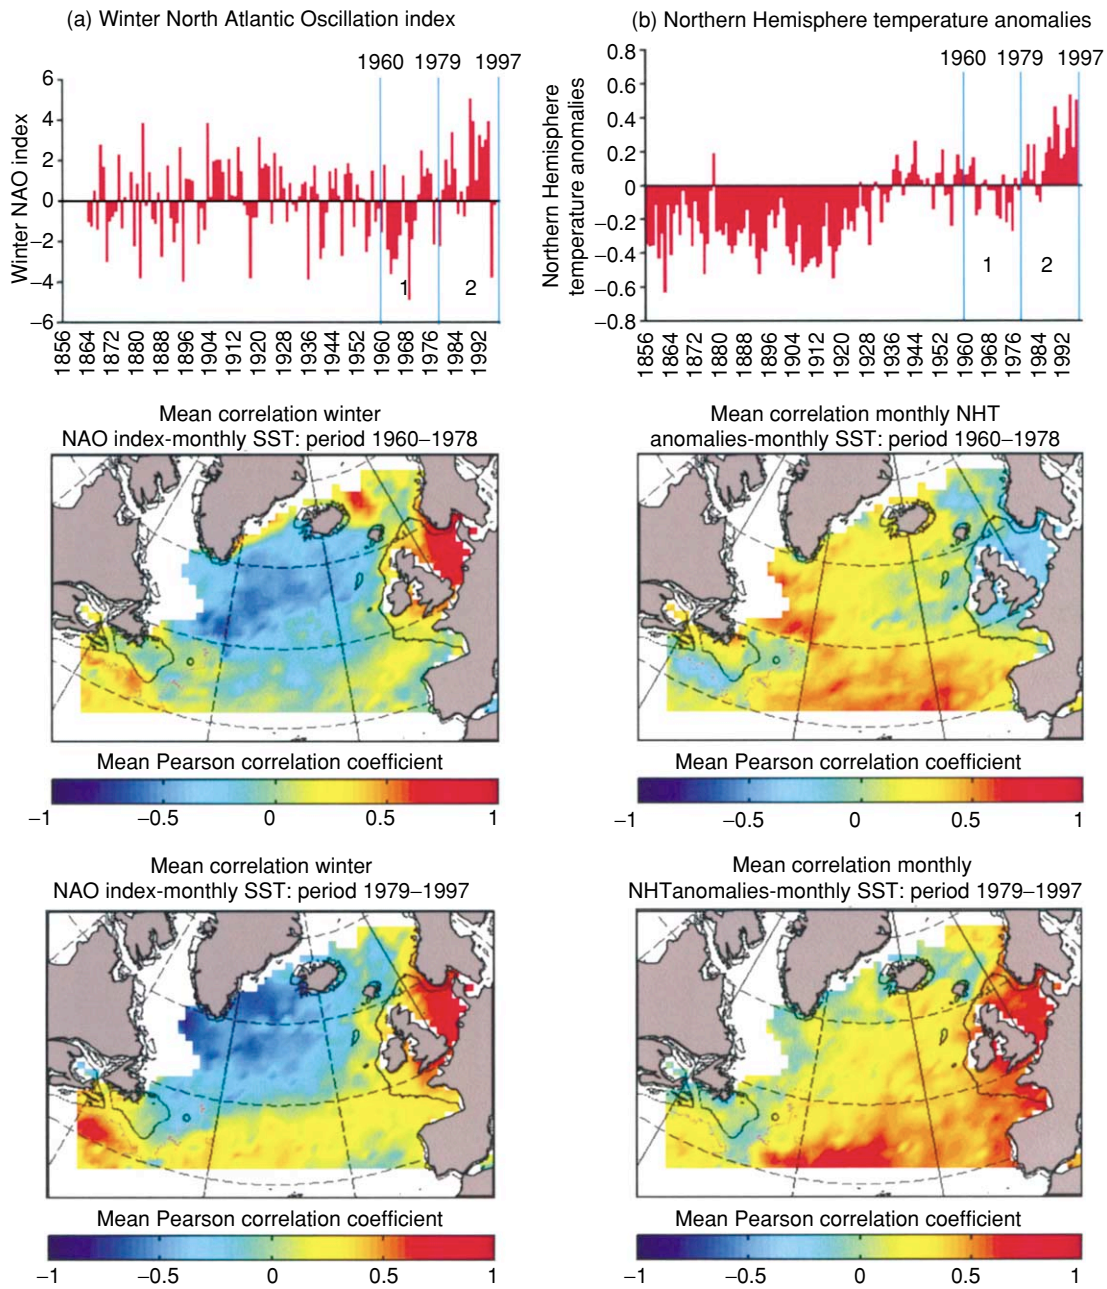 (a) Winter North Atlantic Oscillation index
1960 1979 1997
Winter NAO index
6
4
2
0
−2
−4
−6
1 2
1856 1864 1872 1880 1888 1896 1904 1912 1920 1928 1936 1944 1952 1960 1968 1976 1984 1992
(b) Northern Hemisphere temperature anomalies
1960 1979 1997
Northern Hemisphere
temperature anomalies
0.8
0.6
0.4
0.2
0
−0.2
−0.4
−0.6
−0.8
1 2
1856 1864 1872 1880 1888 1896 1904 1912 1920 1928 1936 1944 1952 1960 1968 1976 1984 1992
Mean correlation winter
NAO index-monthly SST: period 1960–1978
Mean Pearson correlation coefficient
−1 −0.5 0 0.5 1
Mean correlation monthly NHT
anomalies-monthly SST: period 1960–1978
Mean Pearson correlation coefficient
−1 −0.5 0 0.5 1
Mean correlation winter
NAO index-monthly SST: period 1979–1997
Mean Pearson correlation coefficient
−1 −0.5 0 0.5 1
Mean correlation monthly
NHTanomalies-monthly SST: period 1979–1997
Mean Pearson correlation coefficient
−1 −0.5 0 0.5 1